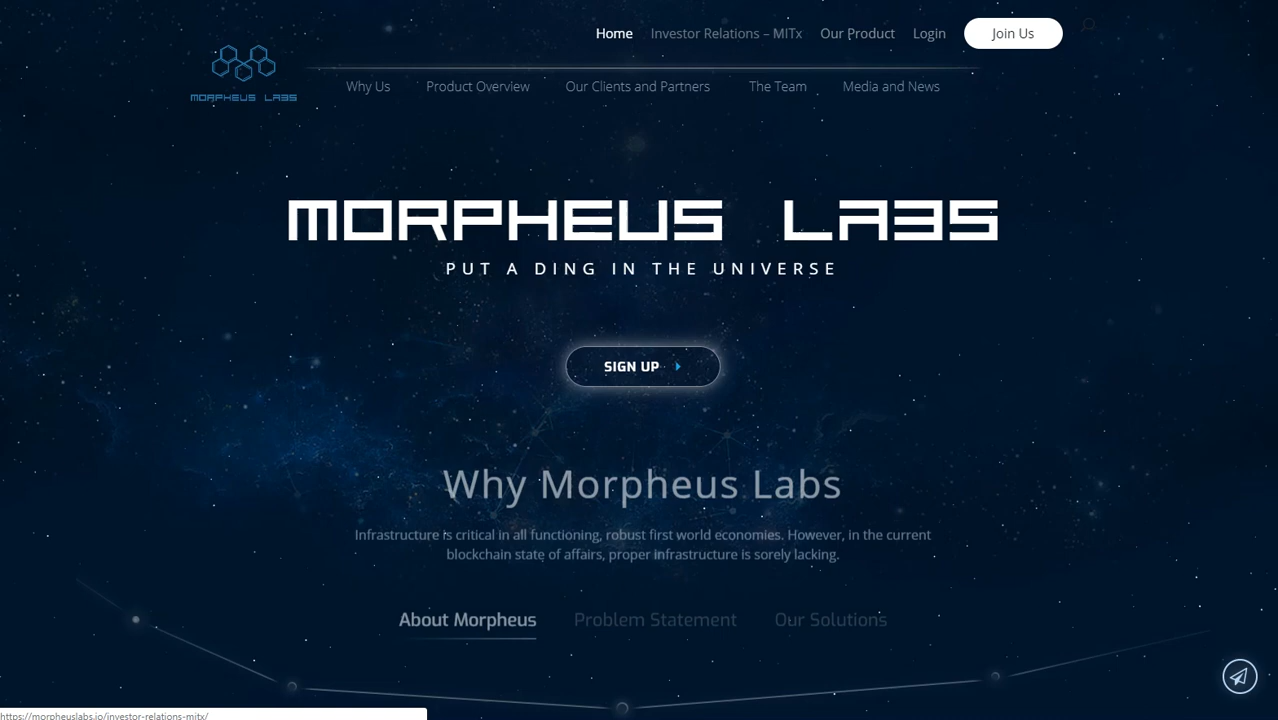 Home Investor Relations – MITx Our Product Login Join Us
MORPHEUS LABS
Why Us Product Overview Our Clients and Partners The Team Media and News
MORPHEUS LABS
PUT A DING IN THE UNIVERSE
SIGN UP
Why Morpheus Labs
Infrastructure is critical in all functioning, robust first world economies. However, in the current
blockchain state of affairs, proper infrastructure is sorely lacking.
About Morpheus Problem Statement Our Solutions
https://morpheuslabs.io/investor-relations-mitx/